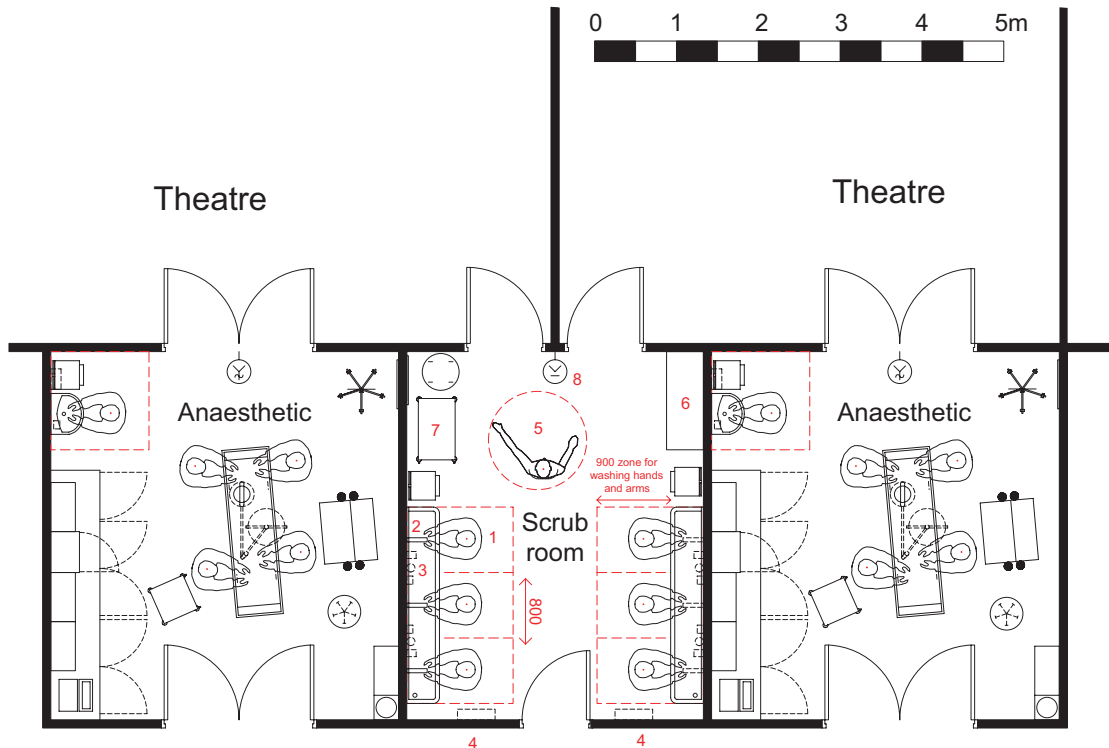 0 1 2 3 4 5m
Theatre
Theatre
8
Anaesthetic
7
5
6
Anaesthetic
900 zone for
washing hands
and arms
2
1
Scrub
room
3
800
4
4